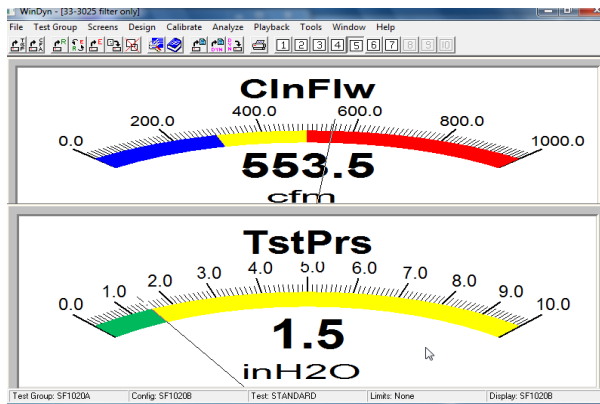 WinDyn - [33-3025 filter only]
File Test Group Screens Design Calibrate Analyze Playback Tools Window Help
1 2 3 4 5 6 7 8 9 10
ClnFlw
0.0 200.0 400.0 600.0 800.0 1000.0
553.5
cfm
TstPrs
0.0 1.0 2.0 3.0 4.0 5.0 6.0 7.0 8.0 9.0 10.0
1.5
inH2O
Test Group: SF1020A Config: SF1020B Test: STANDARD Limits: None Display: SF1020B